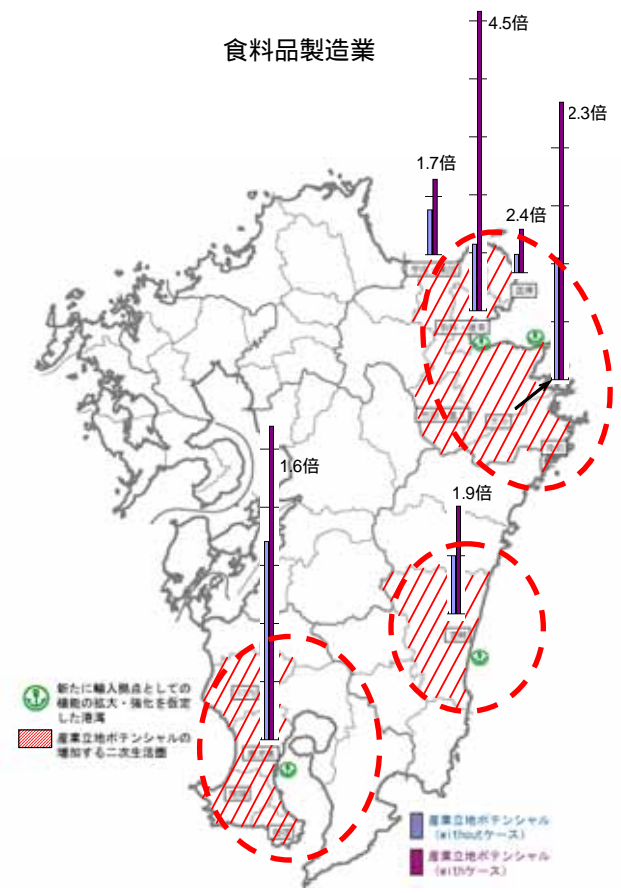 食料品製造業
4.5倍
2.3倍
1.7倍
2.4倍
1.6倍
1.9倍
新たに輸入拠点としての
機能の拡大・強化を仮定
した港湾
産業立地ポテンシャルの
増加する二次生活圏
産業立地ポテンシャル
(withoutケース)
産業立地ポテンシャル
(withケース)